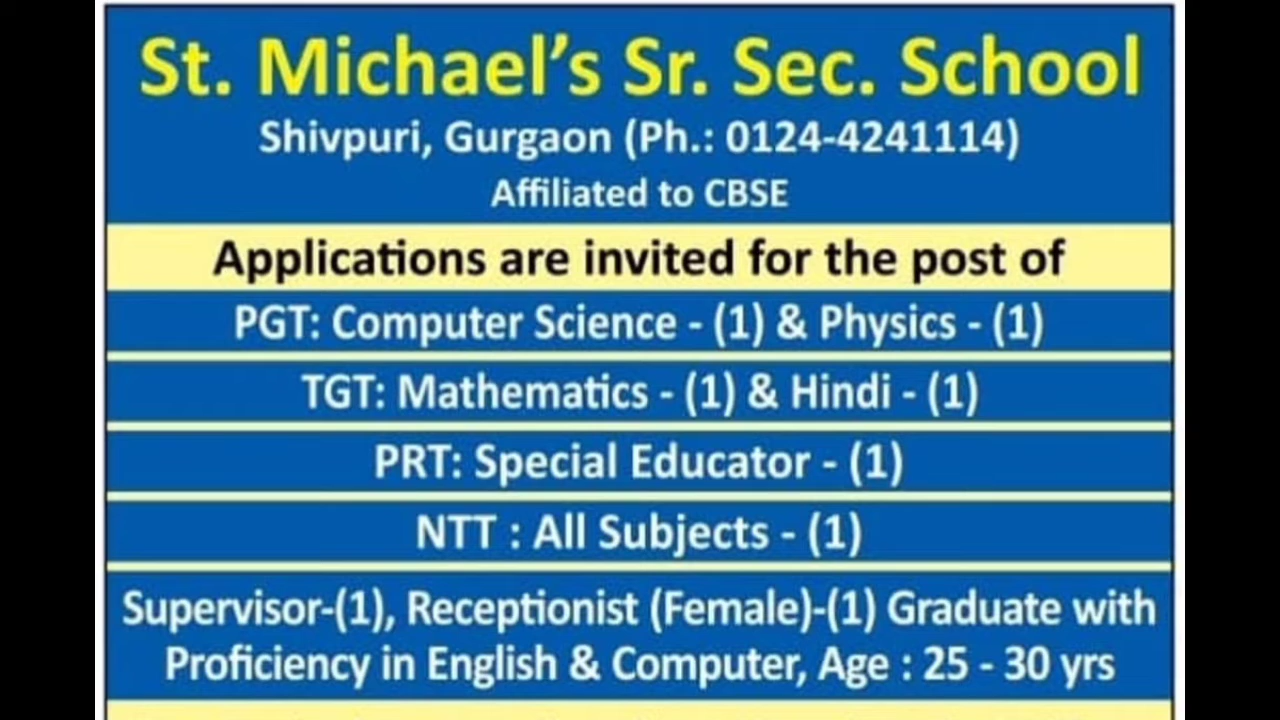 St. Michael’s Sr. Sec. School
Shivpuri, Gurgaon (Ph.: 0124-4241114)
Affiliated to CBSE
Applications are invited for the post of
PGT: Computer Science - (1) & Physics - (1)
TGT: Mathematics - (1) & Hindi - (1)
PRT: Special Educator - (1)
NTT : All Subjects - (1)
Supervisor-(1), Receptionist (Female)-(1) Graduate with
Proficiency in English & Computer, Age : 25 - 30 yrs